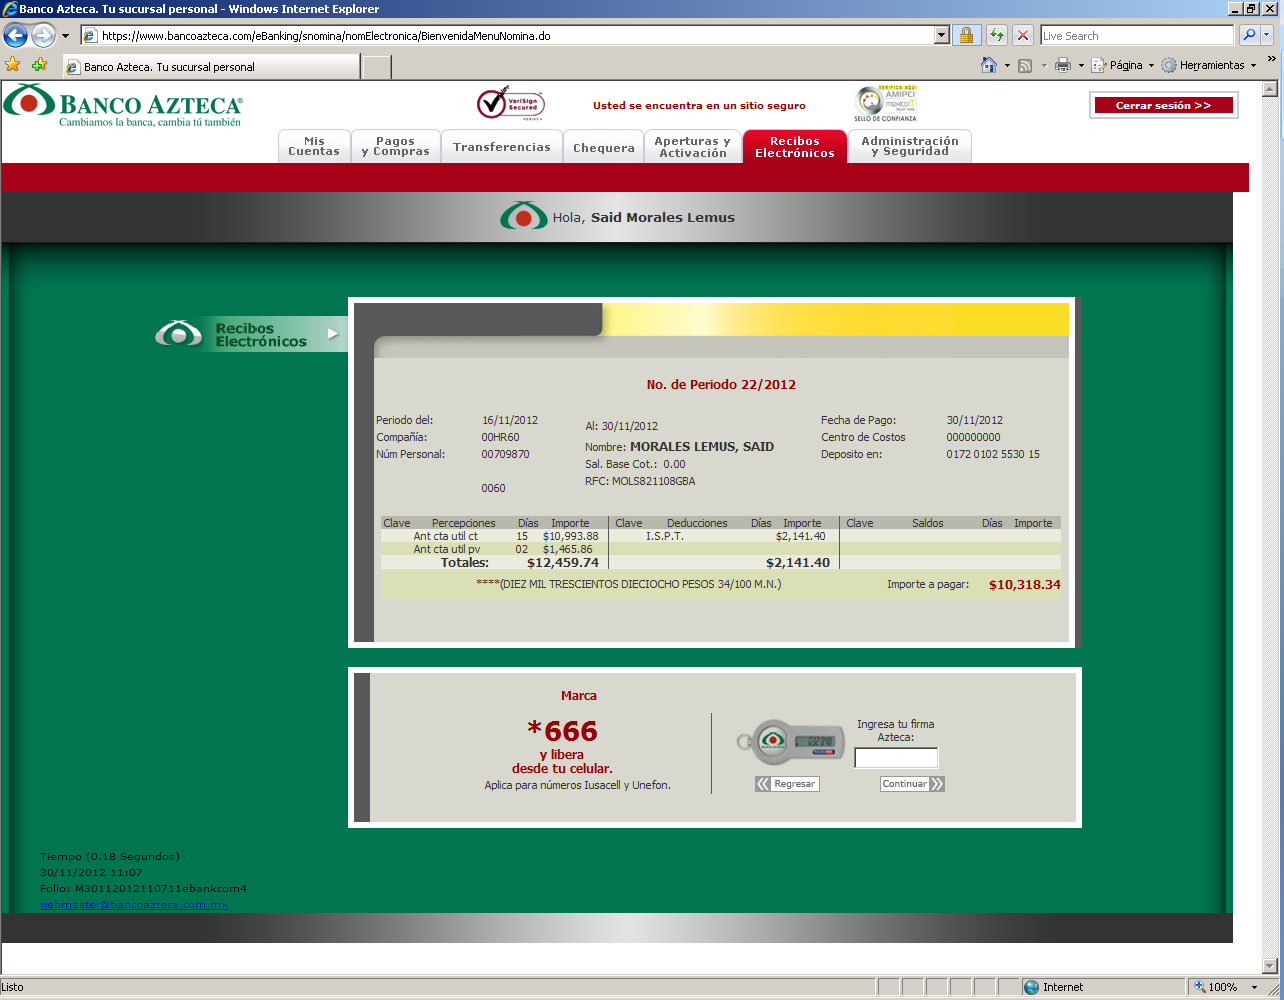 Banco Azteca. Tu sucursal personal - Windows Internet Explorer
https://www.bancoazteca.com/eBanking/snomina/nomElectronica/BienvenidaMenuNomina.do
Live Search
Banco Azteca. Tu sucursal personal
Página
Herramientas
BANCO AZTECA
Cambiamos la banca, cambia tú también
VeriSign
Secured
VERIFY
Usted se encuentra en un sitio seguro
VERIFICA AQUI
AMIPCI
SELLO DE CONFIANZA
Cerrar sesión >>
Mis Cuentas
Pagos y Compras
Transferencias
Chequera
Aperturas y Activación
Recibos Electrónicos
Administración y Seguridad
Hola, Said Morales Lemus
Recibos Electrónicos
No. de Periodo 22/2012
Periodo del: 16/11/2012 Al: 30/11/2012 Fecha de Pago: 30/11/2012
Compañía: 00HR60 Nombre: MORALES LEMUS, SAID Centro de Costos 000000000
Núm Personal: 00709870 Sal. Base Cot.: 0.00 Deposito en: 0172 0102 5530 15
0060 RFC: MOLS821108GBA
Clave Percepciones Días Importe Clave Deducciones Días Importe Clave Saldos Días Importe
Ant cta util ct 15 $10,993.88 I.S.P.T. $2,141.40
Ant cta util pv 02 $1,465.86
Totales: $12,459.74 $2,141.40
****(DIEZ MIL TRESCIENTOS DIECIOCHO PESOS 34/100 M.N.) Importe a pagar: $10,318.34
Marca
*666
y libera
desde tu celular.
Aplica para números Iusacell y Unefon.
Ingresa tu firma
Azteca:
Regresar
Continuar
Tiempo (0.18 Segundos)
30/11/2012 11:07
Folio: M30112012110711ebankcom4
webmaster@bancoazteca.com.mx
Listo
Internet
100%